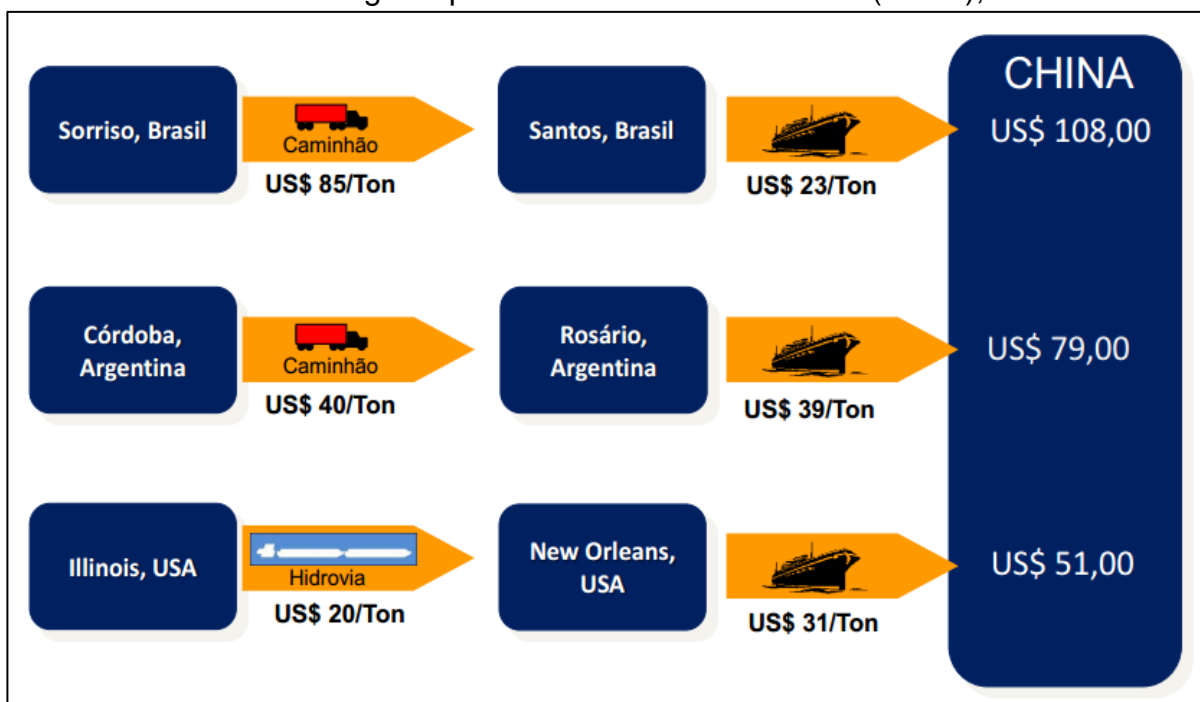 CHINA
Sorriso, Brasil
Caminhão
US$ 85/Ton
Santos, Brasil
US$ 23/Ton
US$ 108,00
Córdoba,
Argentina
Caminhão
US$ 40/Ton
Rosário,
Argentina
US$ 39/Ton
US$ 79,00
Illinois, USA
Hidrovia
US$ 20/Ton
New Orleans,
USA
US$ 31/Ton
US$ 51,00